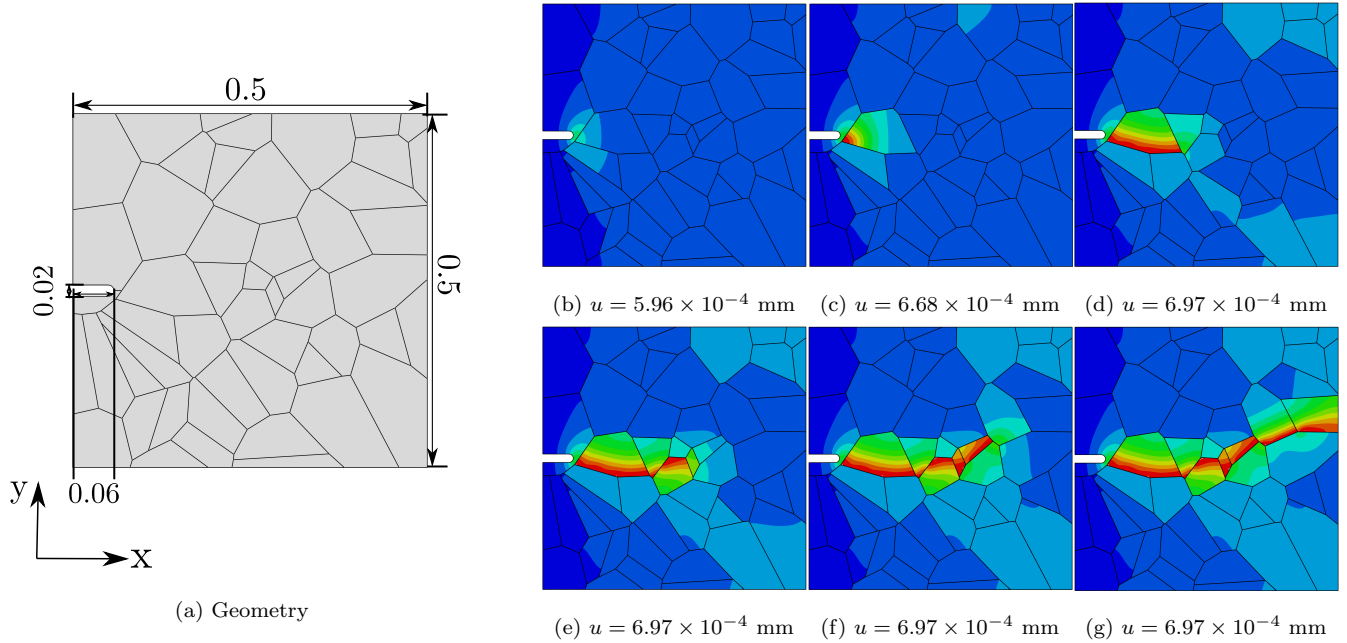 0.5
0.5
0.02
0.06
y
x
(a) Geometry
(b) u = 5.96 × 10⁻⁴ mm
(c) u = 6.68 × 10⁻⁴ mm
(d) u = 6.97 × 10⁻⁴ mm
(e) u = 6.97 × 10⁻⁴ mm
(f) u = 6.97 × 10⁻⁴ mm
(g) u = 6.97 × 10⁻⁴ mm